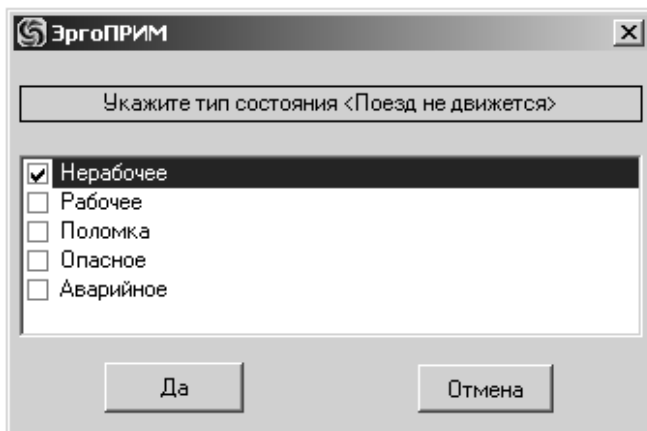 ЭргоПРИМ
Укажите тип состояния <Поезд не движется>
Нерабочее
Рабочее
Поломка
Опасное
Аварийное
Да Отмена